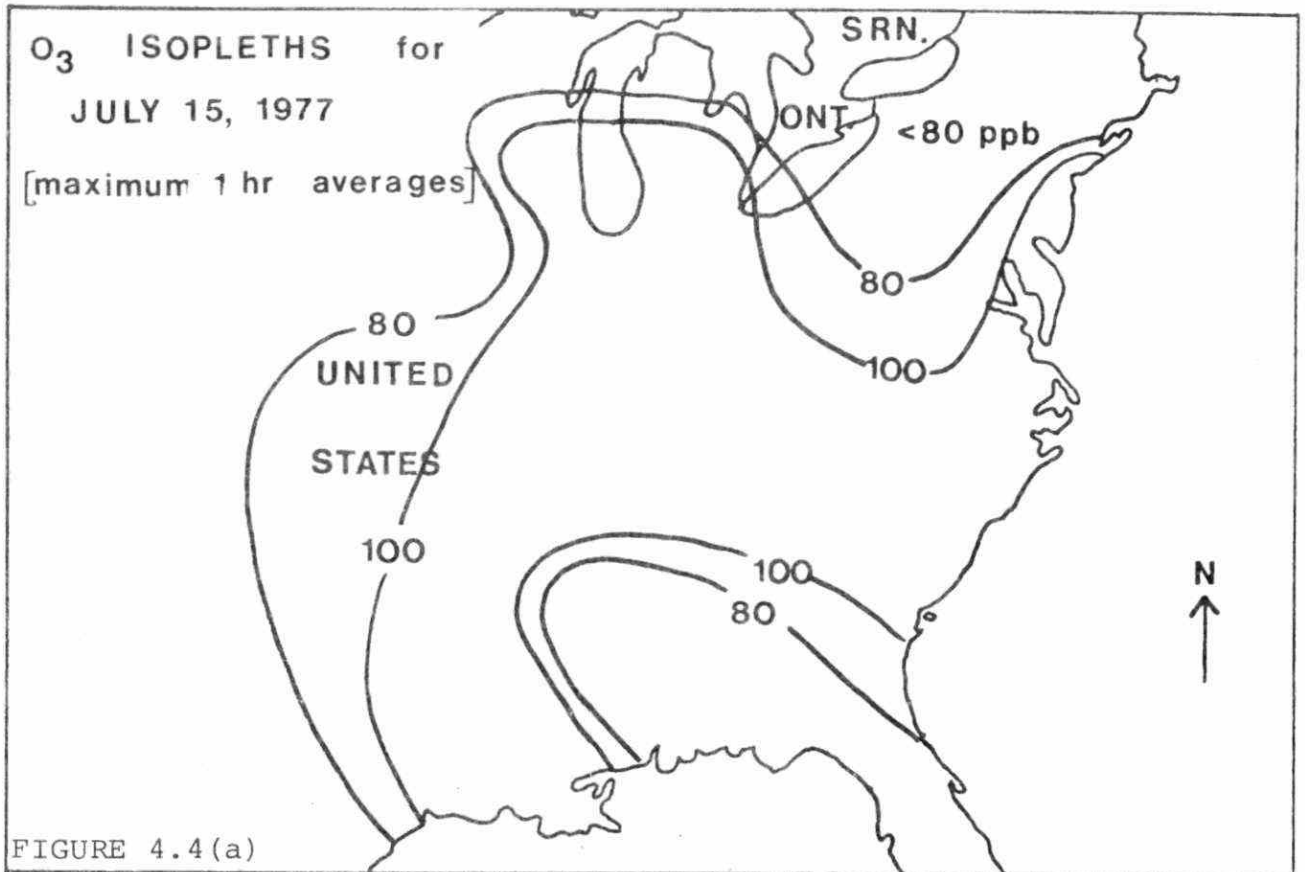 O₃ ISOPLETHS for
JULY 15, 1977
[maximum 1 hr averages]
SRN.
ONT.
<80 ppb
80
100
80
UNITED
STATES
100
100
80
N
FIGURE 4.4(a)